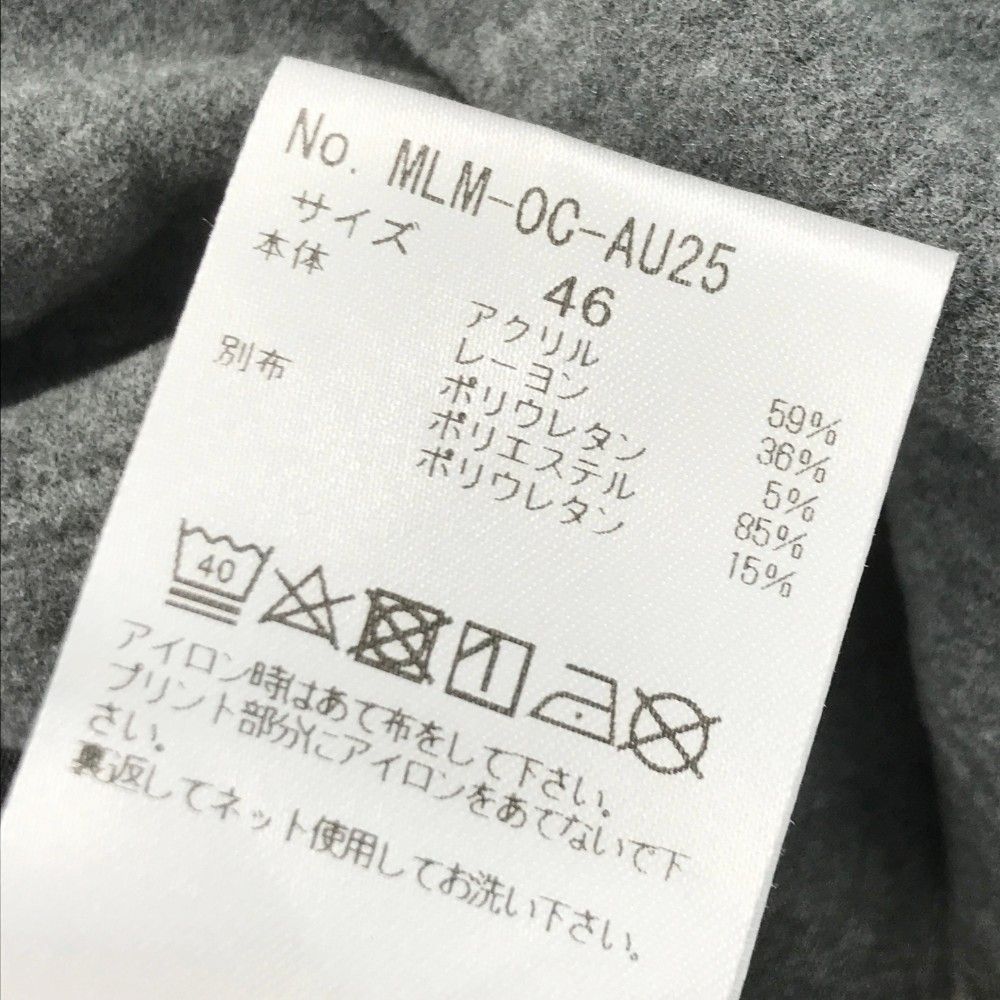 No. MLM-OC-AU25
サイズ 46
本体 アクリル 59%
レーヨン 36%
ポリウレタン 5%
別布 ポリエステル 85%
ポリウレタン 15%
40
アイロン時はあて布をして下さい。
プリント部分にアイロンをあてないで下
さい。
裏返してネット使用してお洗い下さい。